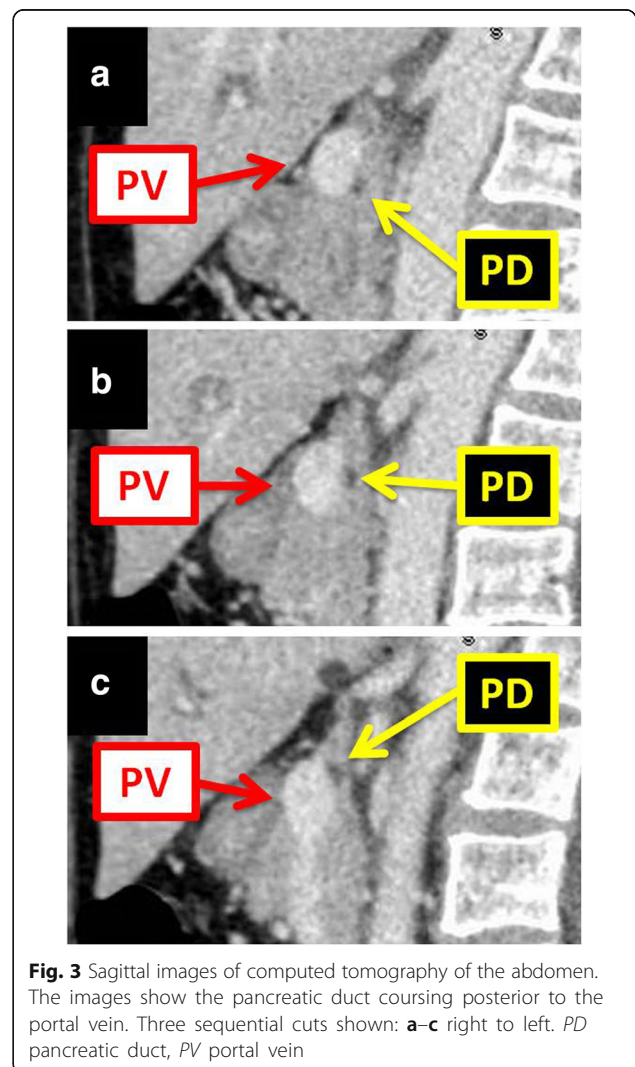 a
PV
PD
b
PV
PD
c
PD
PV
Fig. 3 Sagittal images of computed tomography of the abdomen.
The images show the pancreatic duct coursing posterior to the
portal vein. Three sequential cuts shown: a–c right to left. PD
pancreatic duct, PV portal vein